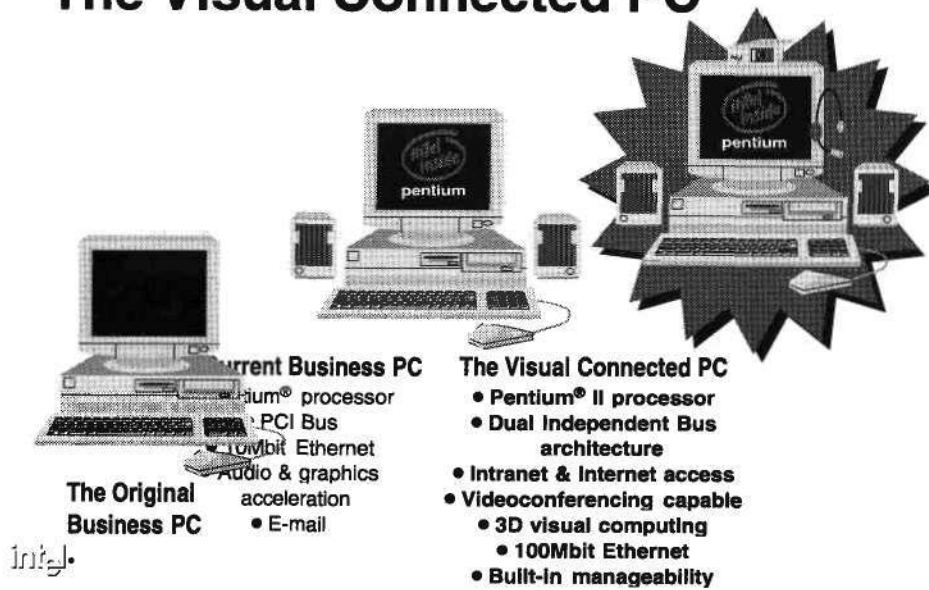 The Visual Connected PC
intel inside
pentium
intel inside
pentium
Current Business PC
Pentium® processor
PCI Bus
• 10Mbit Ethernet
• Audio & graphics
acceleration
• E-mail
The Visual Connected PC
• Pentium® II processor
• Dual Independent Bus
architecture
• Intranet & Internet access
• Videoconferencing capable
• 3D visual computing
• 100Mbit Ethernet
• Built-in manageability
The Original
Business PC
intel.